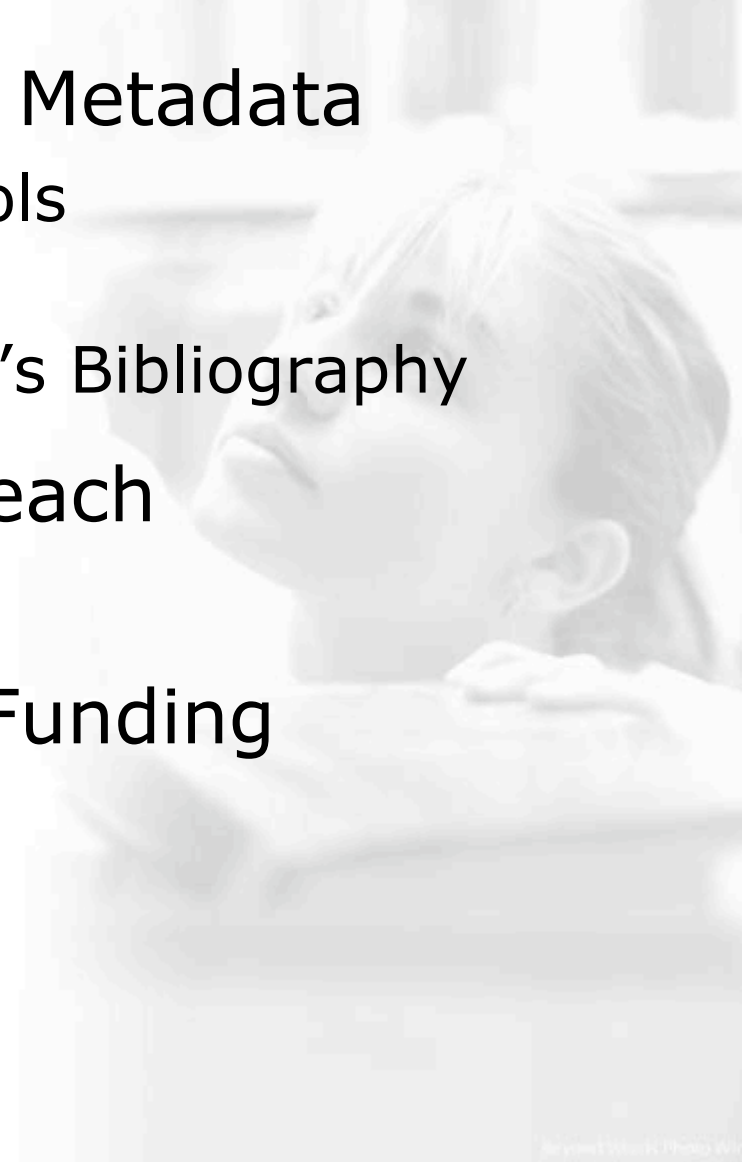 Metadata
ols
’s Bibliography
each
Funding